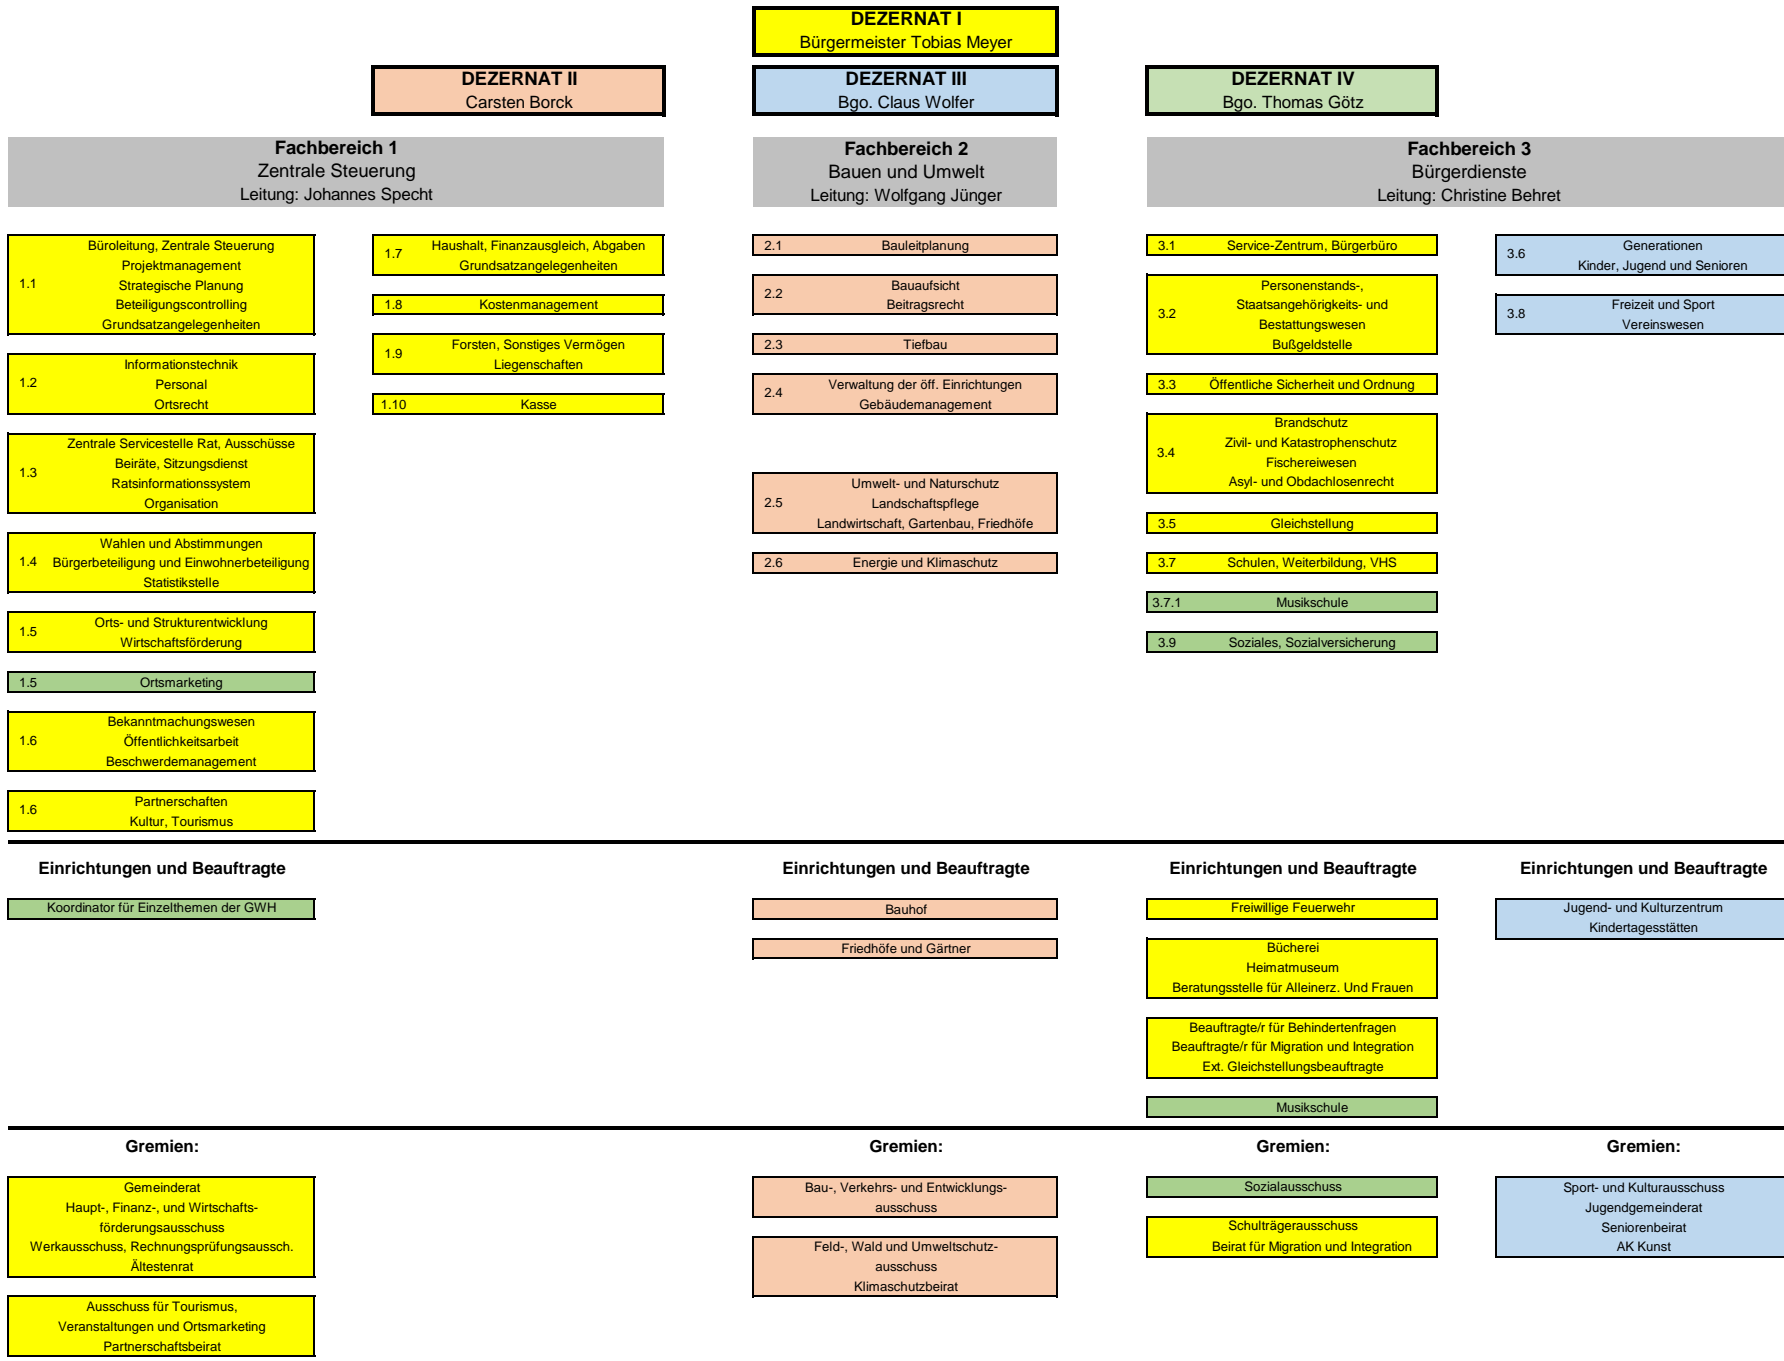 DEZERNAT I
Bürgermeister Tobias Meyer
DEZERNAT II
Carsten Borck
DEZERNAT III
Bgo. Claus Wolfer
DEZERNAT IV
Bgo. Thomas Götz
Fachbereich 1
Zentrale Steuerung
Leitung: Johannes Specht
Fachbereich 2
Bauen und Umwelt
Leitung: Wolfgang Jünger
Fachbereich 3
Bürgerdienste
Leitung: Christine Behret
1.1
Büroleitung, Zentrale Steuerung
Projektmanagement
Strategische Planung
Beteiligungscontrolling
Grundsatzangelegenheiten
1.2
Informationstechnik
Personal
Ortsrecht
1.3
Zentrale Servicestelle Rat, Ausschüsse
Beiräte, Sitzungsdienst
Ratsinformationssystem
Organisation
1.4
Wahlen und Abstimmungen
Bürgerbeteiligung und Einwohnerbeteiligung
Statistikstelle
1.5
Orts- und Strukturentwicklung
Wirtschaftsförderung
1.5 Ortsmarketing
1.6
Bekanntmachungswesen
Öffentlichkeitsarbeit
Beschwerdemanagement
1.6
Partnerschaften
Kultur, Tourismus
1.7
Haushalt, Finanzausgleich, Abgaben
Grundsatzangelegenheiten
1.8 Kostenmanagement
1.9
Forsten, Sonstiges Vermögen
Liegenschaften
1.10 Kasse
2.1 Bauleitplanung
2.2
Bauaufsicht
Beitragsrecht
2.3 Tiefbau
2.4
Verwaltung der öff. Einrichtungen
Gebäudemanagement
2.5
Umwelt- und Naturschutz
Landschaftspflege
Landwirtschaft, Gartenbau, Friedhöfe
2.6 Energie und Klimaschutz
3.1 Service-Zentrum, Bürgerbüro
3.2
Personenstands-,
Staatsangehörigkeits- und
Bestattungswesen
Bußgeldstelle
3.3 Öffentliche Sicherheit und Ordnung
3.4
Brandschutz
Zivil- und Katastrophenschutz
Fischereiwesen
Asyl- und Obdachlosenrecht
3.5 Gleichstellung
3.7 Schulen, Weiterbildung, VHS
3.7.1 Musikschule
3.9 Soziales, Sozialversicherung
3.6
Generationen
Kinder, Jugend und Senioren
3.8
Freizeit und Sport
Vereinswesen
Einrichtungen und Beauftragte
Koordinator für Einzelthemen der GWH
Einrichtungen und Beauftragte
Bauhof
Friedhöfe und Gärtner
Einrichtungen und Beauftragte
Freiwillige Feuerwehr
Bücherei
Heimatmuseum
Beratungsstelle für Alleinerz. Und Frauen
Beauftragte/r für Behindertenfragen
Beauftragte/r für Migration und Integration
Ext. Gleichstellungsbeauftragte
Musikschule
Einrichtungen und Beauftragte
Jugend- und Kulturzentrum
Kindertagesstätten
Gremien:
Gemeinderat
Haupt-, Finanz-, und Wirtschafts-
förderungsausschuss
Werkausschuss, Rechnungsprüfungsaussch.
Ältestenrat
Ausschuss für Tourismus,
Veranstaltungen und Ortsmarketing
Partnerschaftsbeirat
Gremien:
Bau-, Verkehrs- und Entwicklungs-
ausschuss
Feld-, Wald und Umweltschutz-
ausschuss
Klimaschutzbeirat
Gremien:
Sozialausschuss
Schulträgerausschuss
Beirat für Migration und Integration
Gremien:
Sport- und Kulturausschuss
Jugendgemeinderat
Seniorenbeirat
AK Kunst